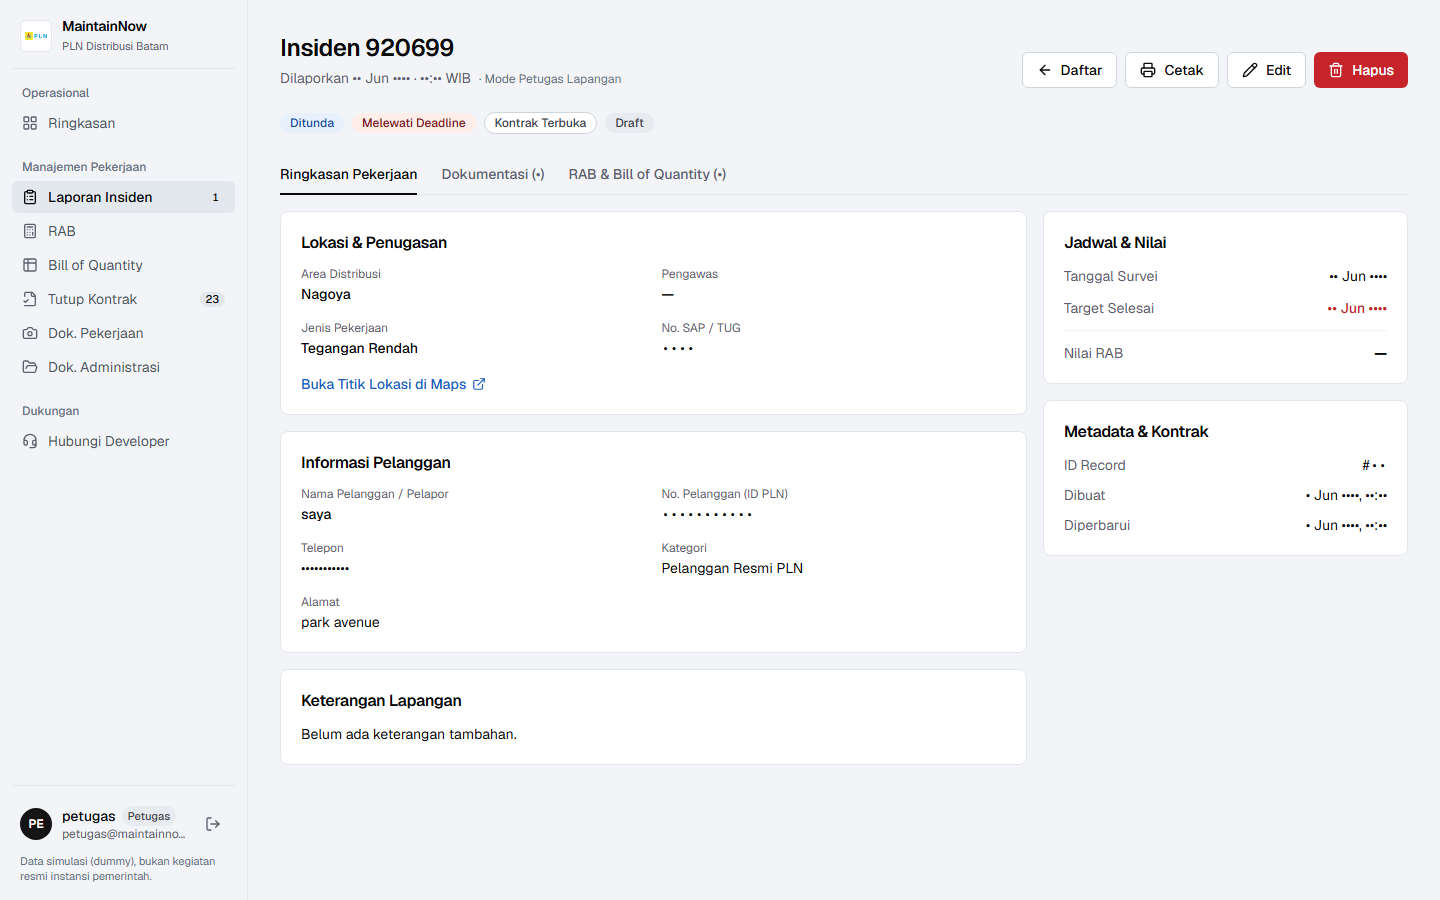 MaintainNow
PLN Distribusi Batam
Operasional
Ringkasan
Manajemen Pekerjaan
Laporan Insiden 1
RAB
Bill of Quantity
Tutup Kontrak 23
Dok. Pekerjaan
Dok. Administrasi
Dukungan
Hubungi Developer
PE
petugas Petugas
petugas@maintainno...
Data simulasi (dummy), bukan kegiatan
resmi instansi pemerintah.
Insiden 920699
Dilaporkan •• Jun •••• · ••:•• WIB · Mode Petugas Lapangan
Daftar Cetak Edit Hapus
Ditunda Melewati Deadline Kontrak Terbuka Draft
Ringkasan Pekerjaan Dokumentasi (•) RAB & Bill of Quantity (•)
Lokasi & Penugasan
Area Distribusi Pengawas
Nagoya —
Jenis Pekerjaan No. SAP / TUG
Tegangan Rendah ••••
Buka Titik Lokasi di Maps
Informasi Pelanggan
Nama Pelanggan / Pelapor No. Pelanggan (ID PLN)
saya •••••••••••
Telepon Kategori
••••••••••• Pelanggan Resmi PLN
Alamat
park avenue
Keterangan Lapangan
Belum ada keterangan tambahan.
Jadwal & Nilai
Tanggal Survei •• Jun ••••
Target Selesai •• Jun ••••
Nilai RAB —
Metadata & Kontrak
ID Record #••
Dibuat • Jun ••••, ••:••
Diperbarui • Jun ••••, ••:••